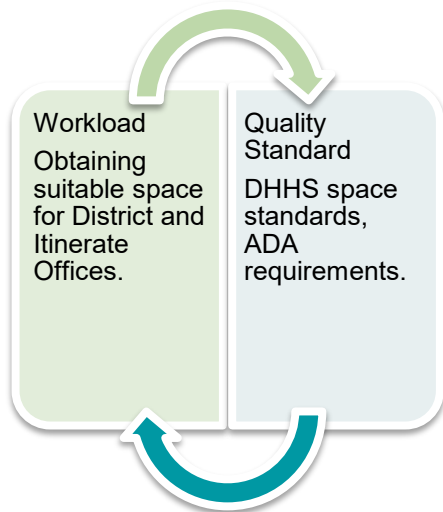 Workload
Obtaining
suitable space
for District and
Itinerate
Offices.
Quality
Standard
DHHS space
standards,
ADA
requirements.